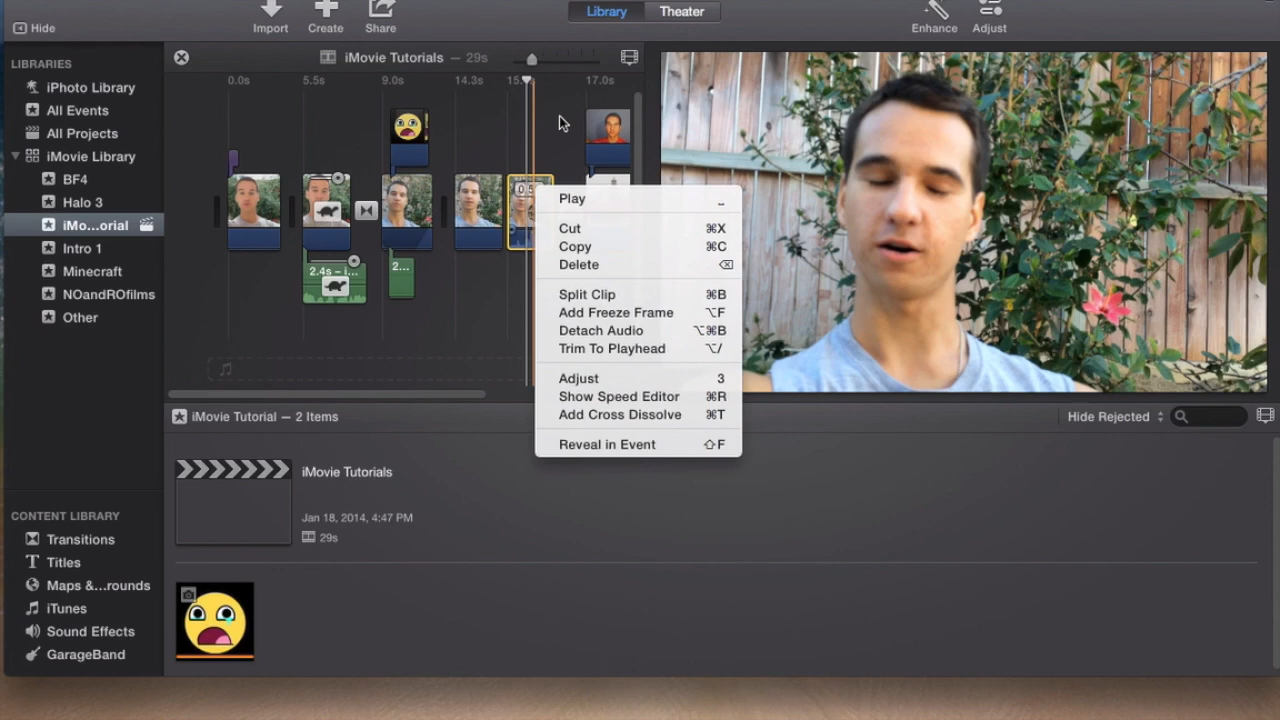 Hide
Import
Create
Share
Library
Theater
Enhance
Adjust
LIBRARIES
iPhoto Library
All Events
All Projects
iMovie Library
BF4
Halo 3
iMo...orial
Intro 1
Minecraft
NOandROfilms
Other
CONTENT LIBRARY
Transitions
Titles
Maps &...rounds
iTunes
Sound Effects
GarageBand
iMovie Tutorials — 29s
0.0s 5.5s 9.0s 14.3s 17.0s
2.4s – i...
2...
Play
Cut ⌘X
Copy ⌘C
Delete ⌫
Split Clip ⌘B
Add Freeze Frame ⌥F
Detach Audio ⌥⌘B
Trim To Playhead ⌥/
Adjust 3
Show Speed Editor ⌘R
Add Cross Dissolve ⌘T
Reveal in Event ⇧F
iMovie Tutorial — 2 Items
Hide Rejected
iMovie Tutorials
Jan 18, 2014, 4:47 PM
29s